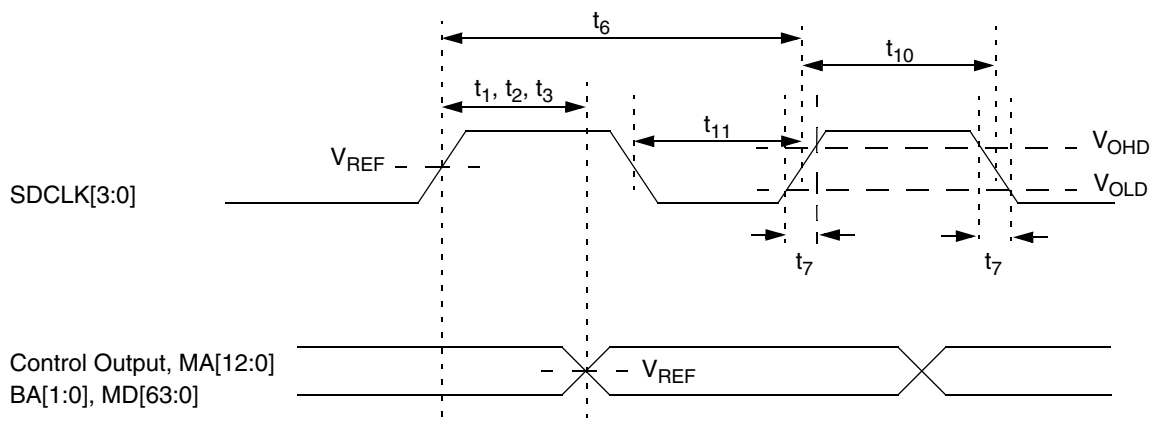 t6
t10
t1, t2, t3
t11
VREF
VOHD
SDCLK[3:0]
VOLD
t7
t7
Control Output, MA[12:0]
VREF
BA[1:0], MD[63:0]